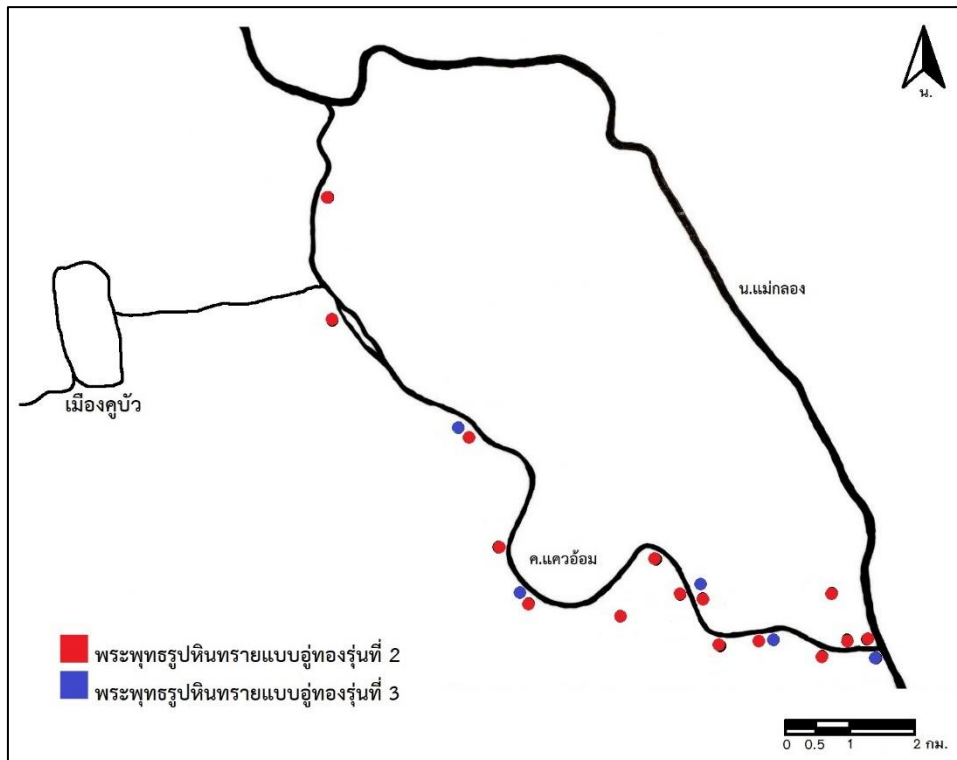 น.
น.แม่กลอง
เมืองคูบัว
ค.แควอ้อม
พระพุทธรูปหินทรายแบบอู่ทองรุ่นที่ 2
พระพุทธรูปหินทรายแบบอู่ทองรุ่นที่ 3
0 0.5 1 2 กม.